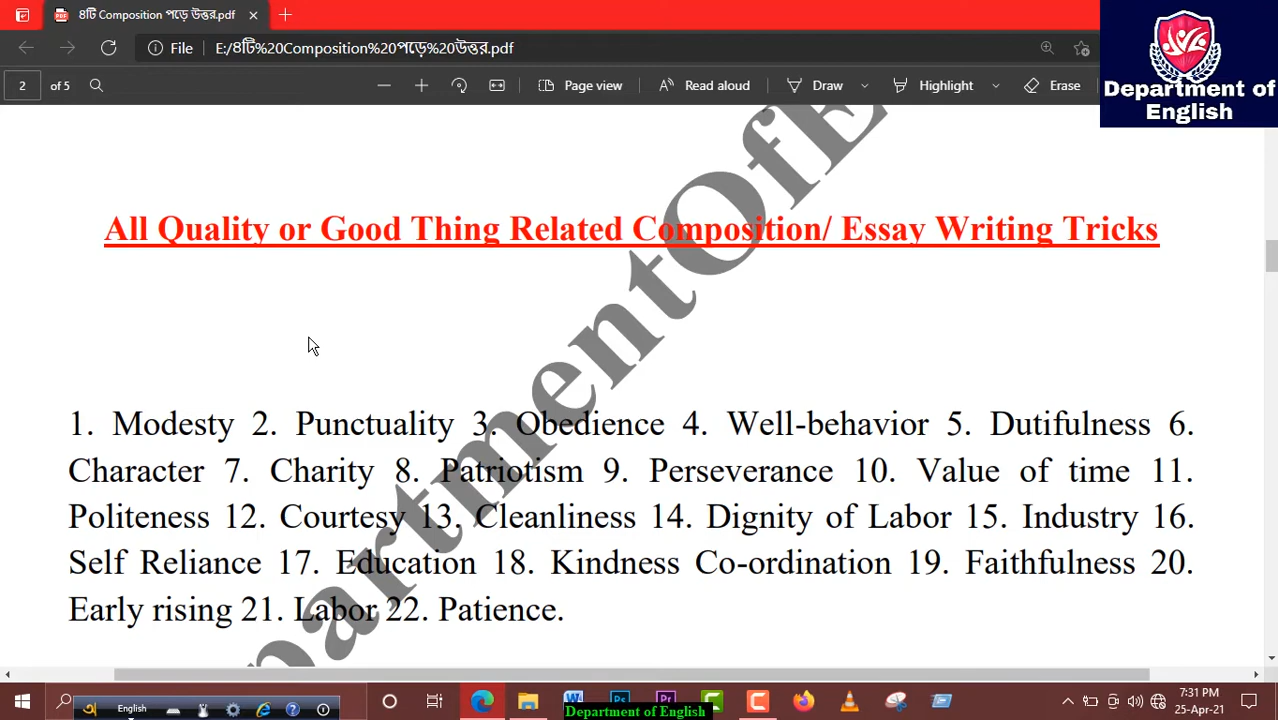 8টি Composition পড়ে উত্তর.pdf
File E:/8টি%20Composition%20পড়ে%20উত্তর.pdf
Department of
English
2 of 5 Page view Read aloud Draw Highlight Erase
All Quality or Good Thing Related Composition/ Essay Writing Tricks
1. Modesty 2. Punctuality 3. Obedience 4. Well-behavior 5. Dutifulness 6.
Character 7. Charity 8. Patriotism 9. Perseverance 10. Value of time 11.
Politeness 12. Courtesy 13. Cleanliness 14. Dignity of Labor 15. Industry 16.
Self Reliance 17. Education 18. Kindness Co-ordination 19. Faithfulness 20.
Early rising 21. Labor 22. Patience.
partmentOfE
English
Department of English
7:31 PM
25-Apr-21